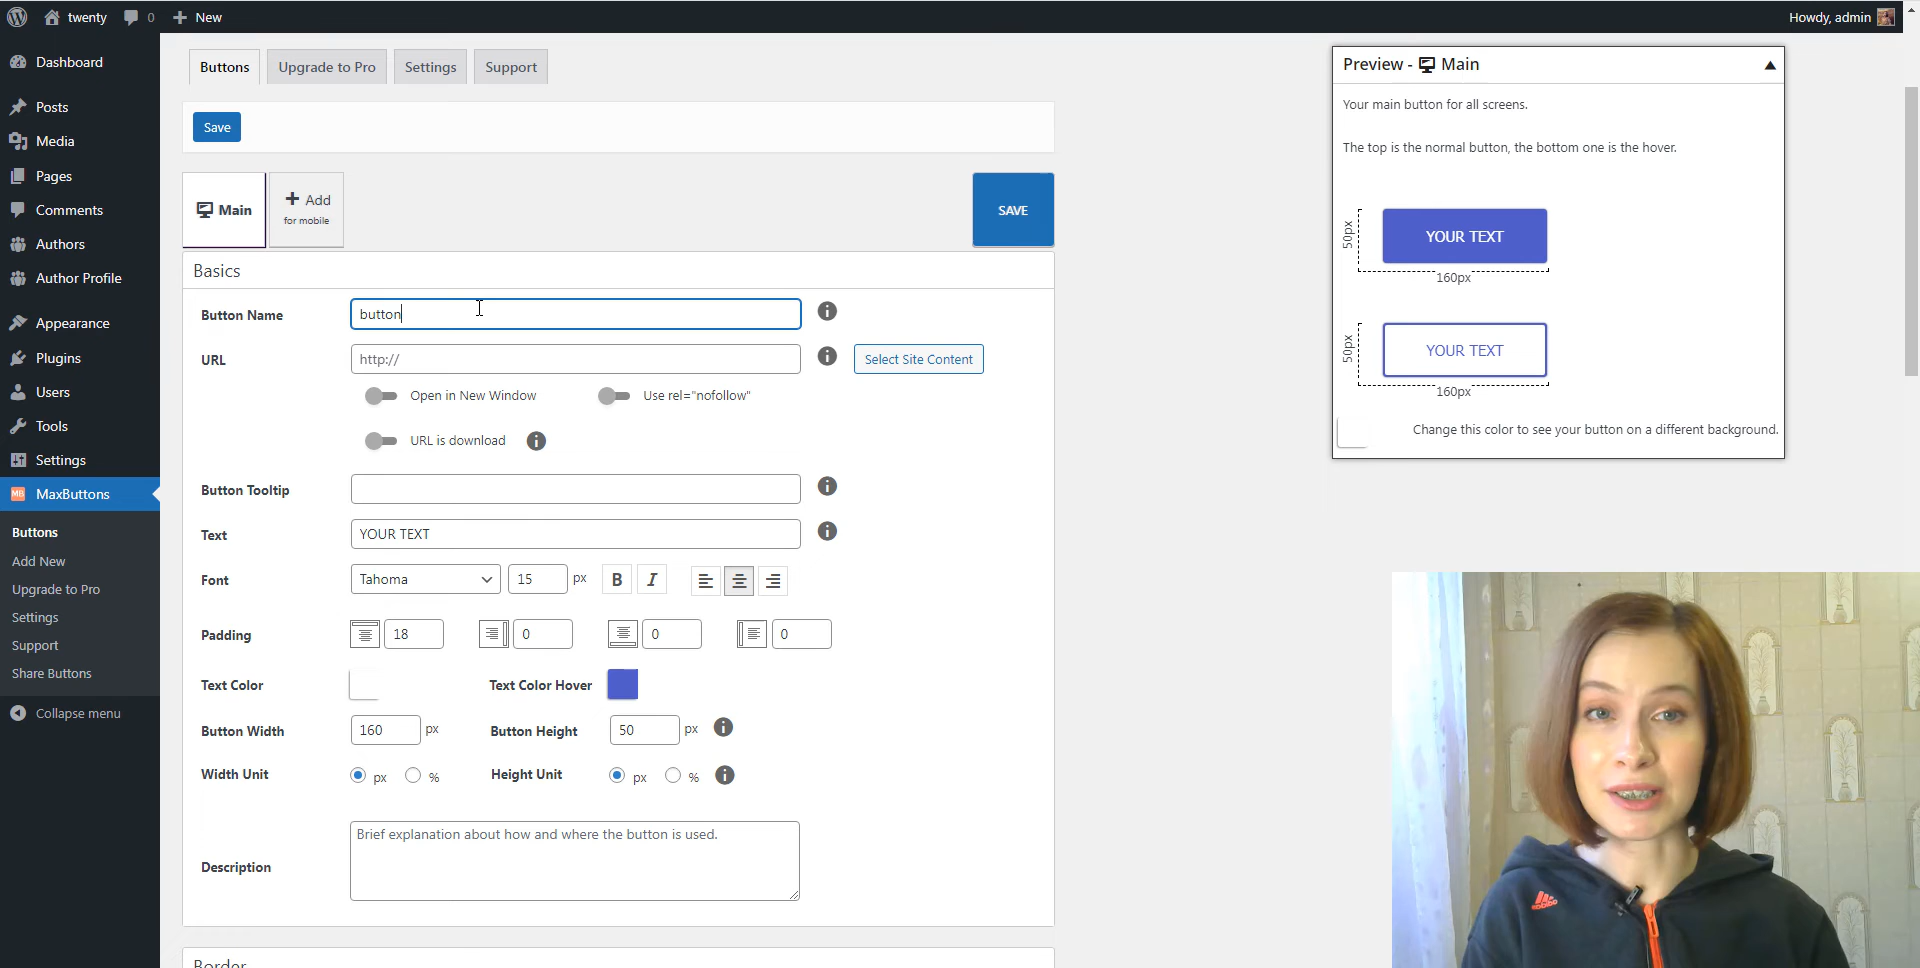 twenty
0
New
Howdy, admin
Dashboard
Posts
Media
Pages
Comments
Authors
Author Profile
Appearance
Plugins
Users
Tools
Settings
MB
MaxButtons
Buttons
Add New
Upgrade to Pro
Settings
Support
Share Buttons
Collapse menu
Buttons
Upgrade to Pro
Settings
Support
Save
Main
+ Add
for mobile
SAVE
Basics
Button Name
button
URL
http://
Select Site Content
Open in New Window
Use rel="nofollow"
URL is download
Button Tooltip
Text
YOUR TEXT
Font
Tahoma
15
px
B
I
Padding
18
0
0
0
Text Color
Text Color Hover
Button Width
160
px
Button Height
50
px
Width Unit
px
%
Height Unit
px
%
Description
Brief explanation about how and where the button is used.
Border
Preview - Main
Your main button for all screens.
The top is the normal button, the bottom one is the hover.
50px
YOUR TEXT
160px
50px
YOUR TEXT
160px
Change this color to see your button on a different background.
adidas